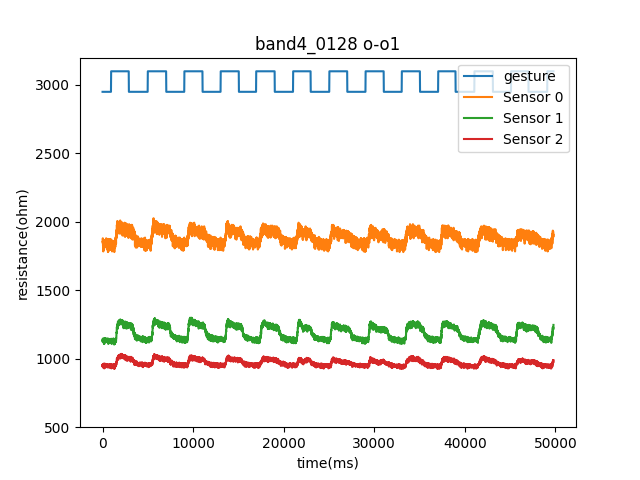 band4_0128 o-o1
gesture
Sensor 0
Sensor 1
Sensor 2
resistance(ohm)
3000
2500
2000
1500
1000
500
0 10000 20000 30000 40000 50000
time(ms)